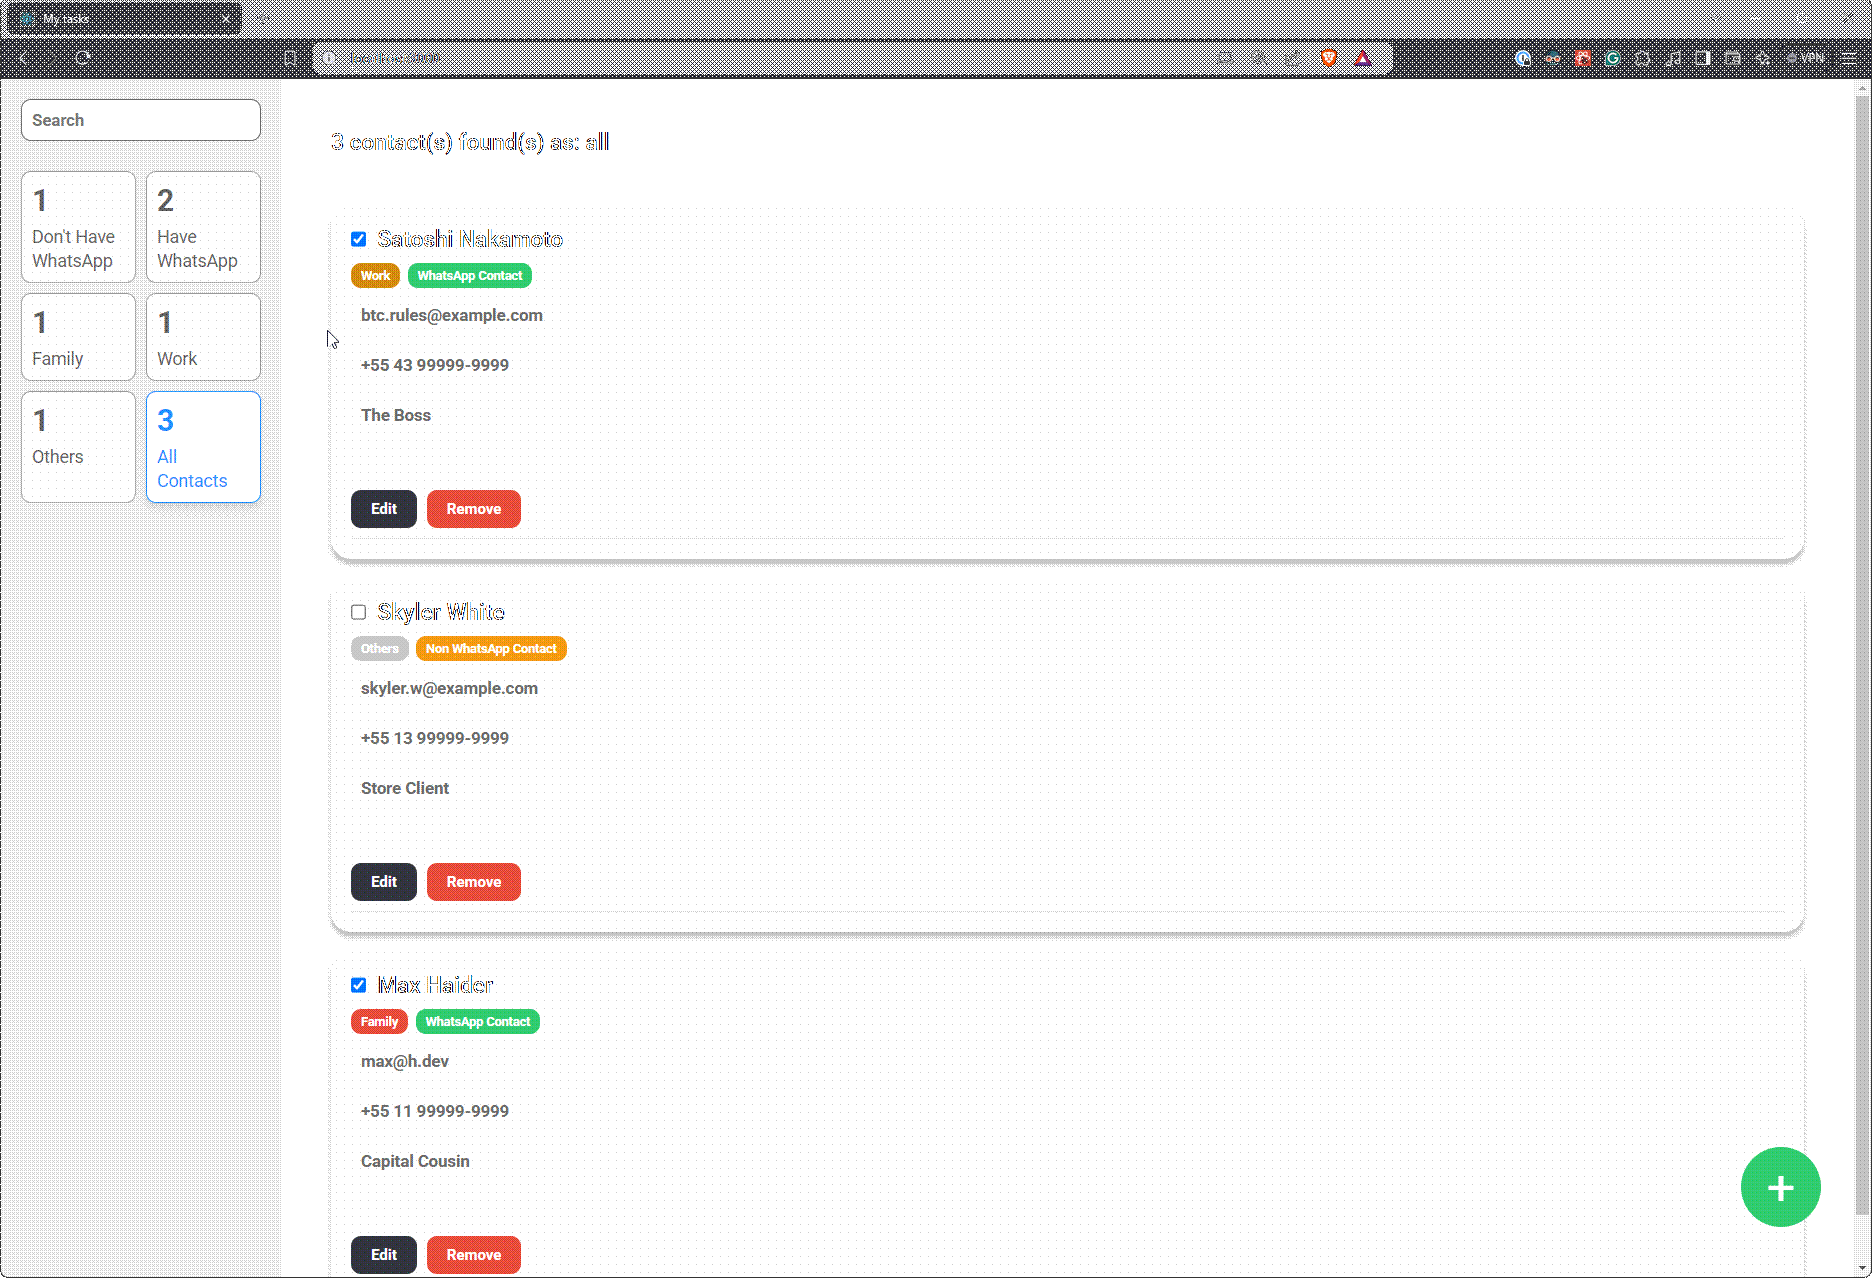 My tasks
VPN
Search
1
Don't Have
WhatsApp
2
Have
WhatsApp
1
Family
1
Work
1
Others
3
All
Contacts
3 contact(s) found(s) as: all
Satoshi Nakamoto
Work
WhatsApp Contact
btc.rules@example.com
+55 43 99999-9999
The Boss
Edit
Remove
Skyler White
Others
Non WhatsApp Contact
skyler.w@example.com
+55 13 99999-9999
Store Client
Edit
Remove
Max Haider
Family
WhatsApp Contact
max@h.dev
+55 11 99999-9999
Capital Cousin
Edit
Remove